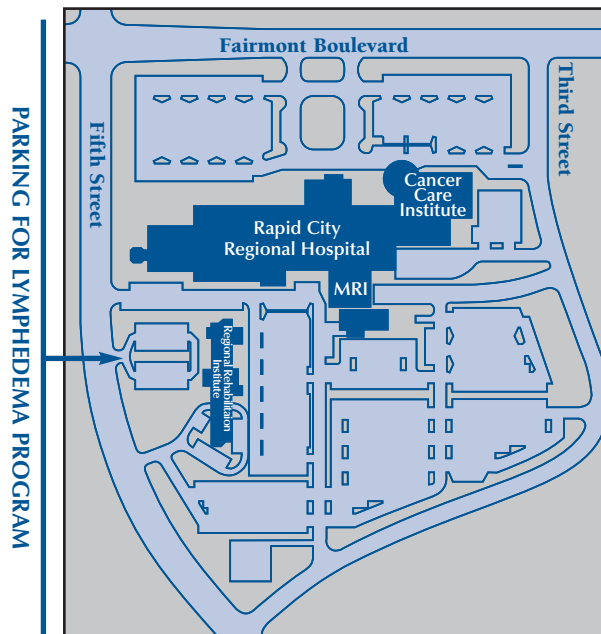 Fairmont Boulevard
PARKING FOR LYMPHEDEMA PROGRAM
Fifth Street
Third Street
Cancer
Care
Institute
Rapid City
Regional Hospital
MRI
Regional Rehabilitaion
Institute